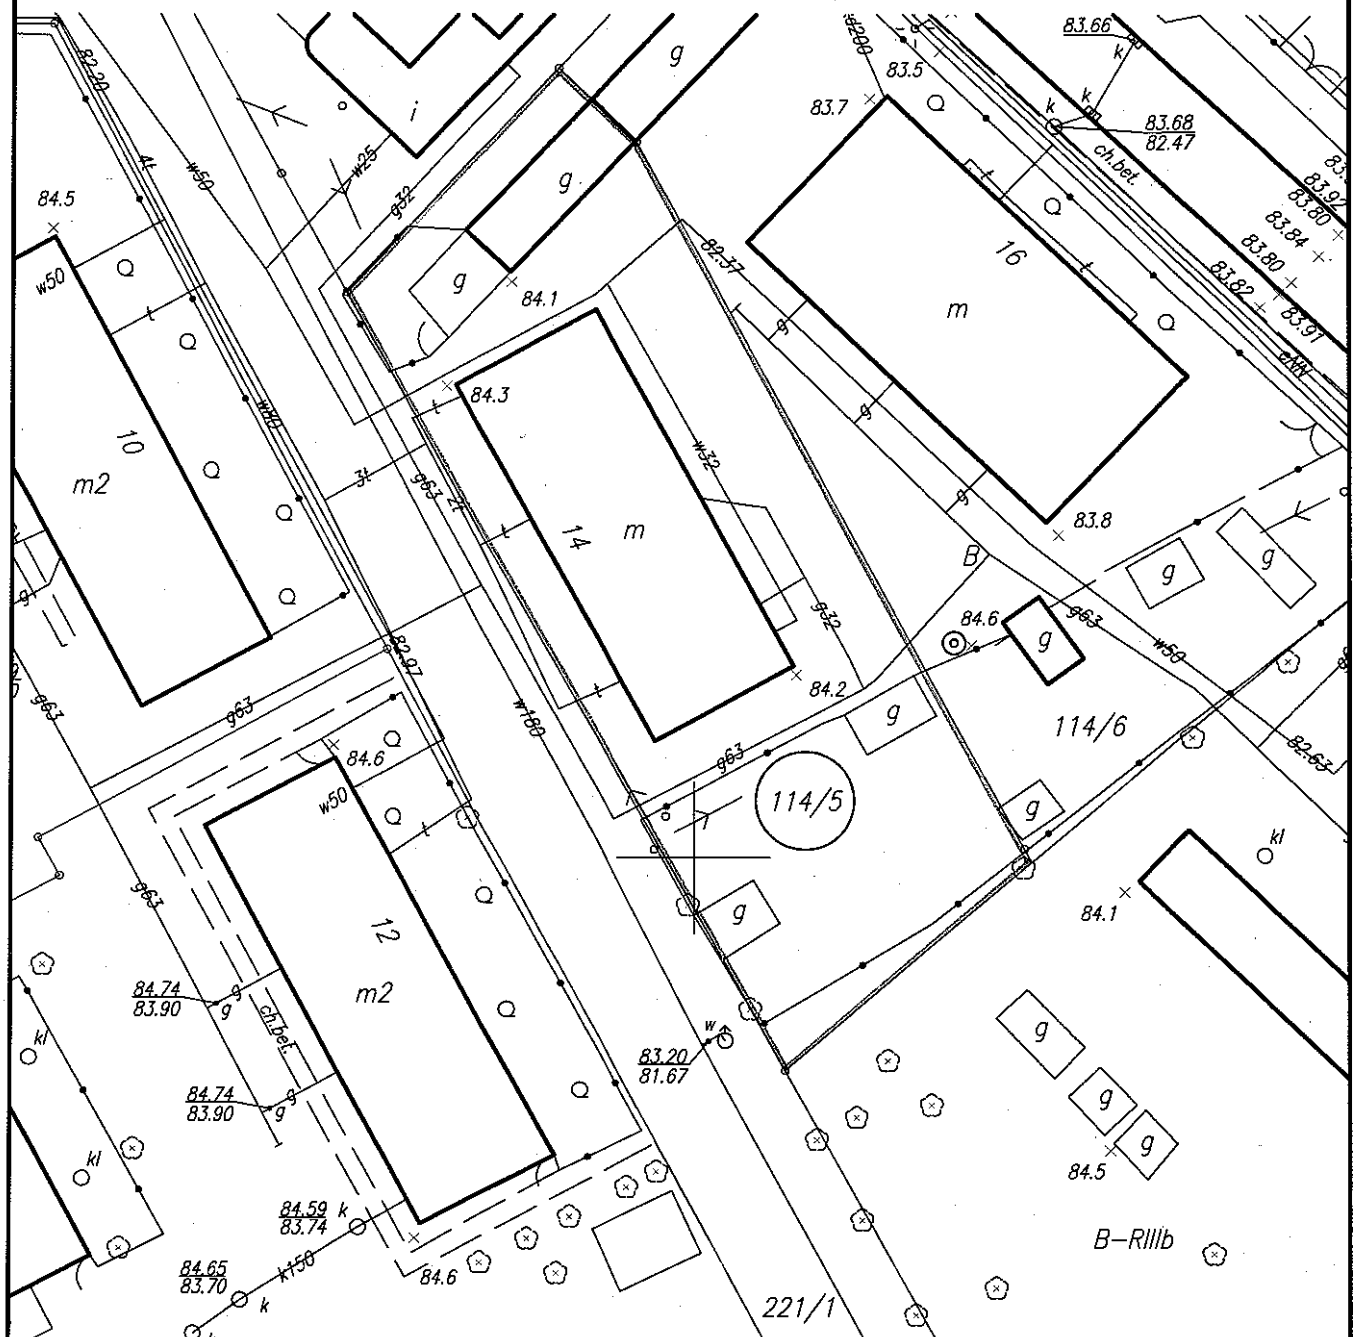 g
d200
83.66
k
82.20
83.5
i
83.7
k
k
83.68
82.47
4t
w50
w25
g
ch.bet.
t
84.5
g32
83.92
83.80
83.84
83.80
16
82.37
w50
t
g
83.82
84.1
m
83.91
t
g
eNN
84.3
t
w80
g
10
w32
3t
g63
2t
m2
g
14
m
t
83.8
B
g
g
g32
84.6
g
g63
g
w50
82.97
84.2
t
g63
g63
w180
g
114/6
g63
84.6
82.63
w50
114/5
g
t
kl
g63
84.1
g
12
m2
84.74
83.90
g
g
ch.bet.
w
g
kl
83.20
81.67
84.74
83.90
g
g
g
g
kl
84.5
84.59
83.74
k
B-RIIIb
84.65
83.70
k150
84.6
k
221/1